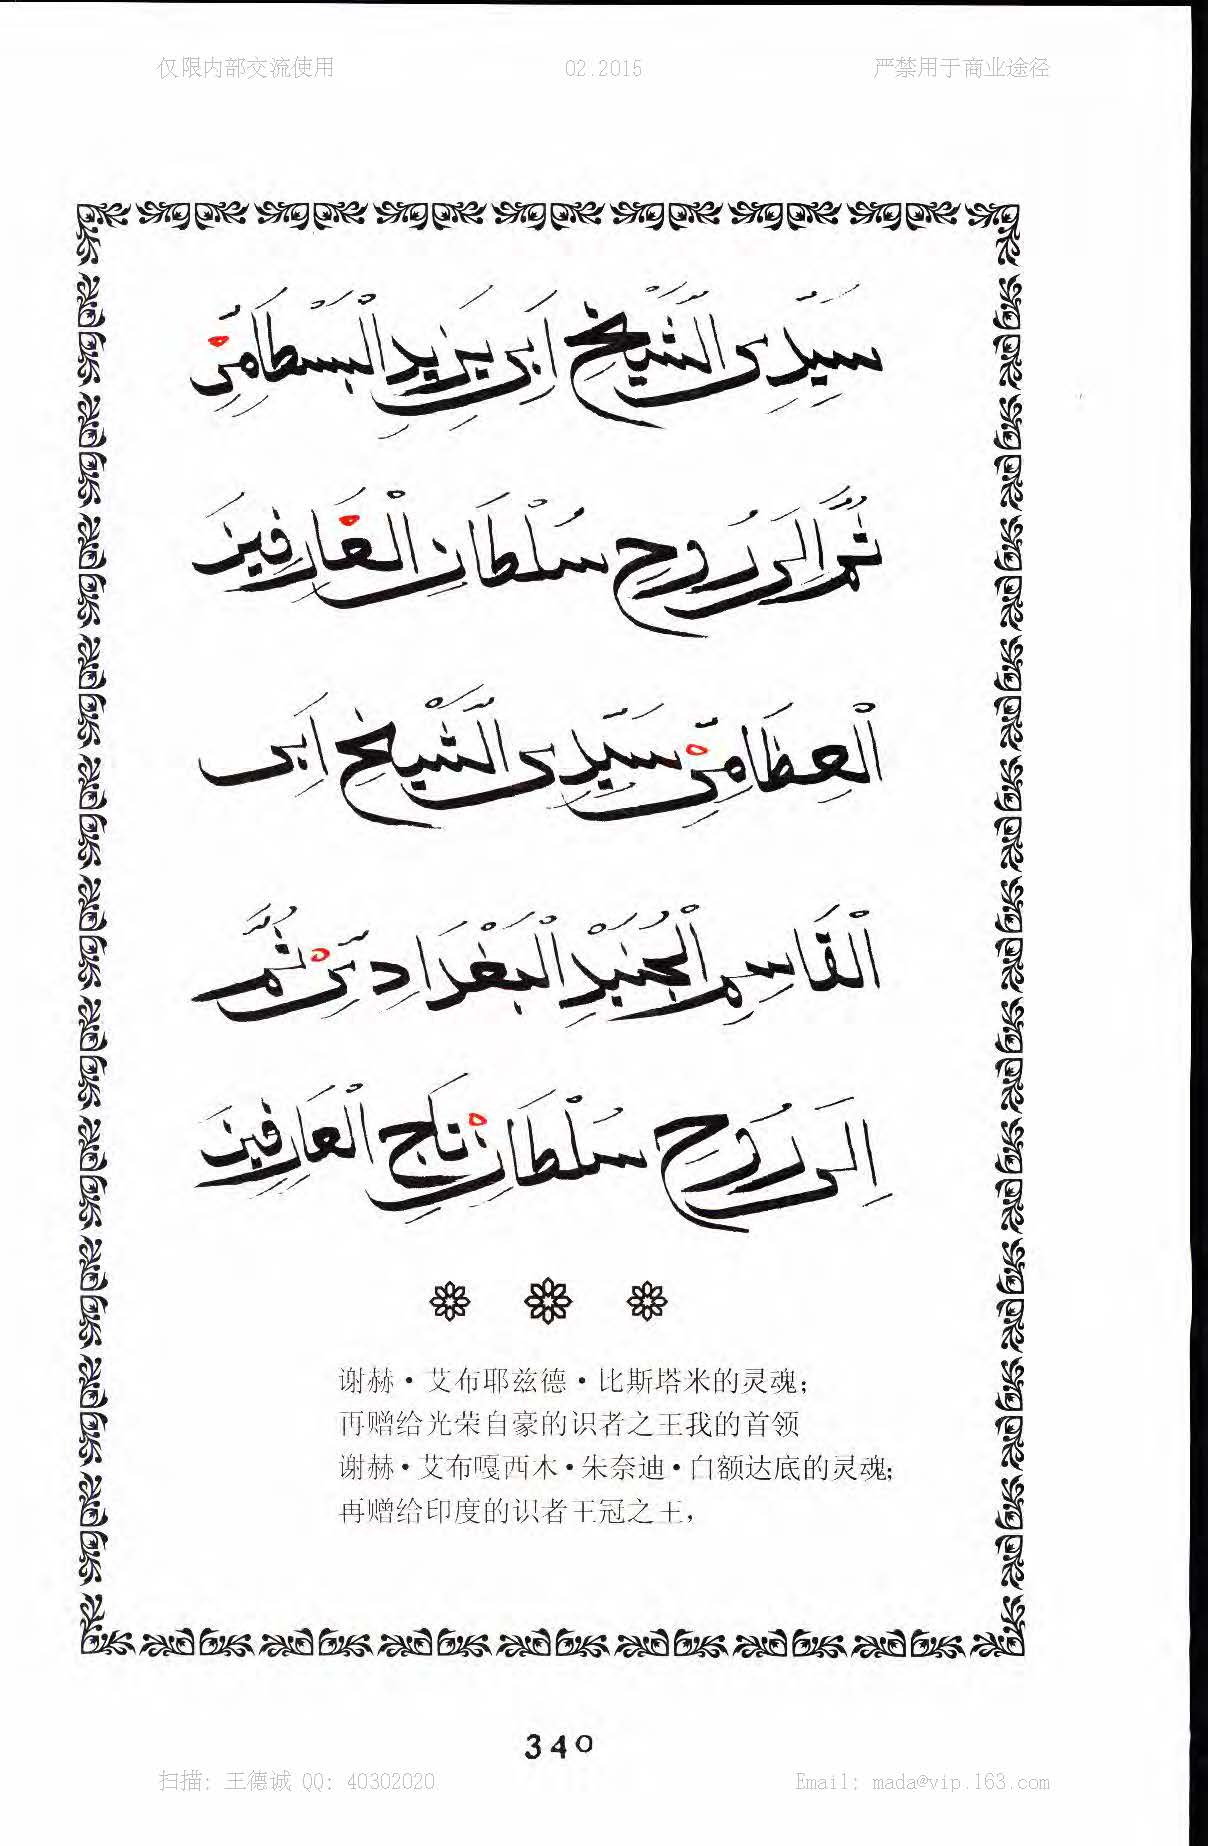 仅限内部交流使用 02.2015 严禁用于商业途径
سَيِّدِى الشَّيْخِ اَبِى يَزِيدِ الْبَسْطَامِىِّ
ثُمَّ اِلَى رُوحِ سُلْطَانِ الْعَارِفِينَ
الْعِظَامِىِّ سَيِّدِى الشَّيْخِ اَبِى
الْقَاسِمِ الْجُنَيْدِ الْبَغْدَادِىِّ ثُمَّ
اِلَى رُوحِ سُلْطَانِ تَاجِ الْعَارِفِينَ
谢赫·艾布耶兹德·比斯塔米的灵魂；
再赠给光荣自豪的识者之王我的首领
谢赫·艾布嘎西木·朱奈迪·白额达底的灵魂；
再赠给印度的识者王冠之王，
340
扫描: 王德诚 QQ: 40302020 Email: mada@vip.163.com